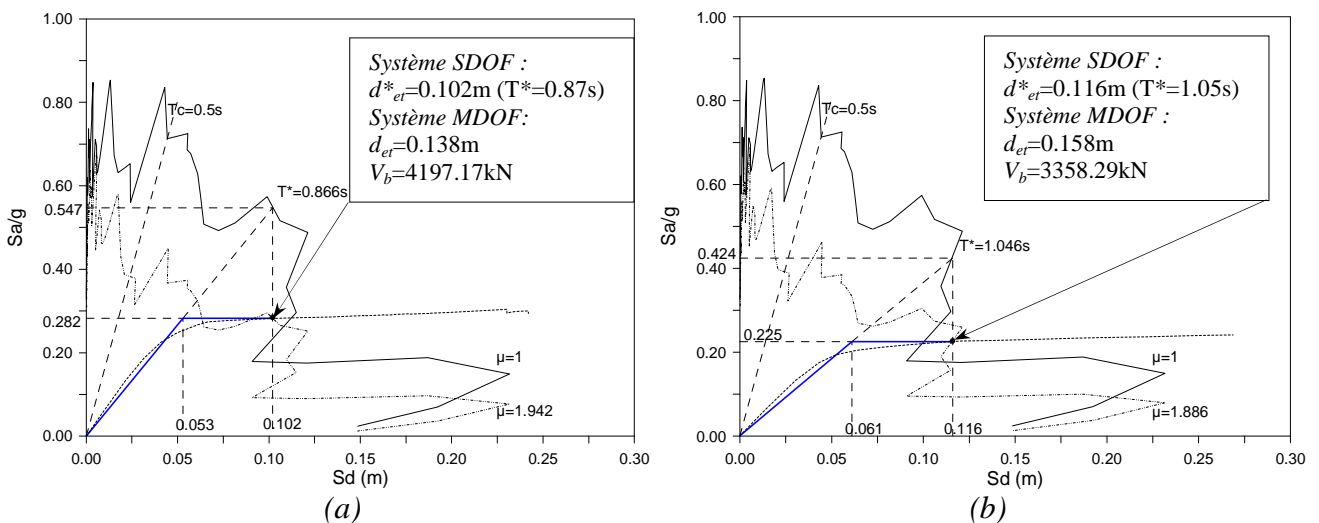 1.00
0.80
0.60
0.547
0.40
0.282
0.20
0.00
Sa/g
Système SDOF :
d*et=0.102m (T*=0.87s)
Système MDOF:
det=0.138m
Vb=4197.17kN
Tc=0.5s
T*=0.866s
µ=1
µ=1.942
0.053
0.102
0.00 0.05 0.10 0.15 0.20 0.25 0.30
Sd (m)
(a)
1.00
0.80
0.60
0.424
0.40
0.225
0.20
0.00
Sa/g
Système SDOF :
d*et=0.116m (T*=1.05s)
Système MDOF :
det=0.158m
Vb=3358.29kN
Tc=0.5s
T*=1.046s
µ=1
µ=1.886
0.061
0.116
0.00 0.05 0.10 0.15 0.20 0.25 0.30
Sd (m)
(b)